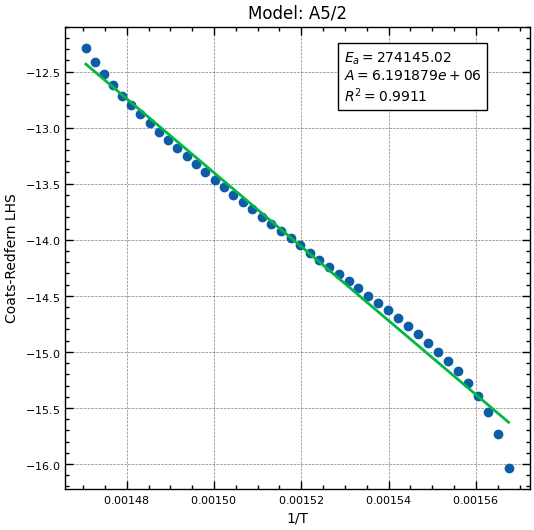 Model: A5/2
E_a = 274145.02
A = 6.191879e + 06
R² = 0.9911
Coats-Redfern LHS
−12.5
−13.0
−13.5
−14.0
−14.5
−15.0
−15.5
−16.0
0.00148 0.00150 0.00152 0.00154 0.00156
1/T